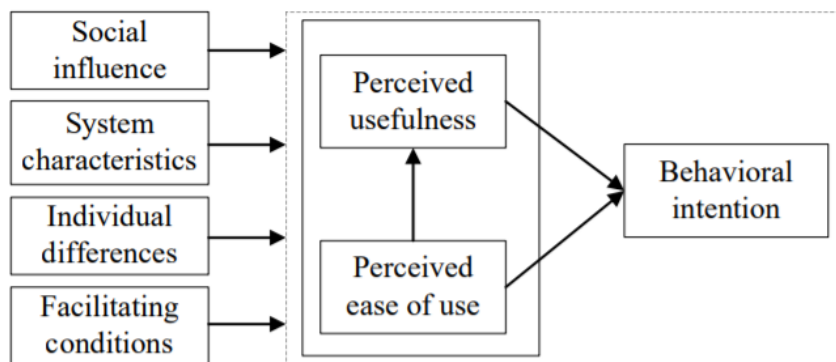 Social
influence
System
characteristics
Individual
differences
Facilitating
conditions
Perceived
usefulness
Perceived
ease of use
Behavioral
intention